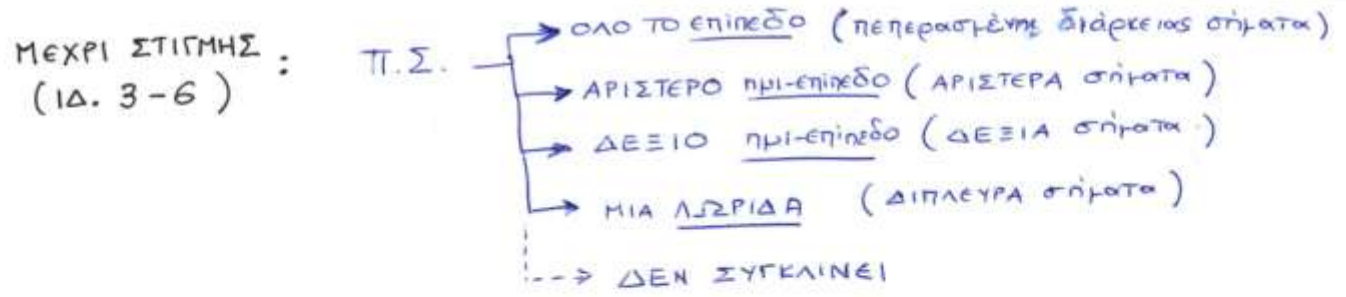 ΟΛΟ ΤΟ επίπεδο (πεπερασμένης διάρκειας σήματα)
ΜΕΧΡΙ ΣΤΙΓΜΗΣ : Π.Σ.
(ΙΔ. 3-6)
ΑΡΙΣΤΕΡΟ ημι-επίπεδο (ΑΡΙΣΤΕΡΑ σήματα)
ΔΕΞΙΟ ημι-επίπεδο (ΔΕΞΙΑ σήματα)
ΜΙΑ ΛΩΡΙΔΑ (ΔΙΠΛΕΥΡΑ σήματα)
ΔΕΝ ΣΥΓΚΛΙΝΕΙ